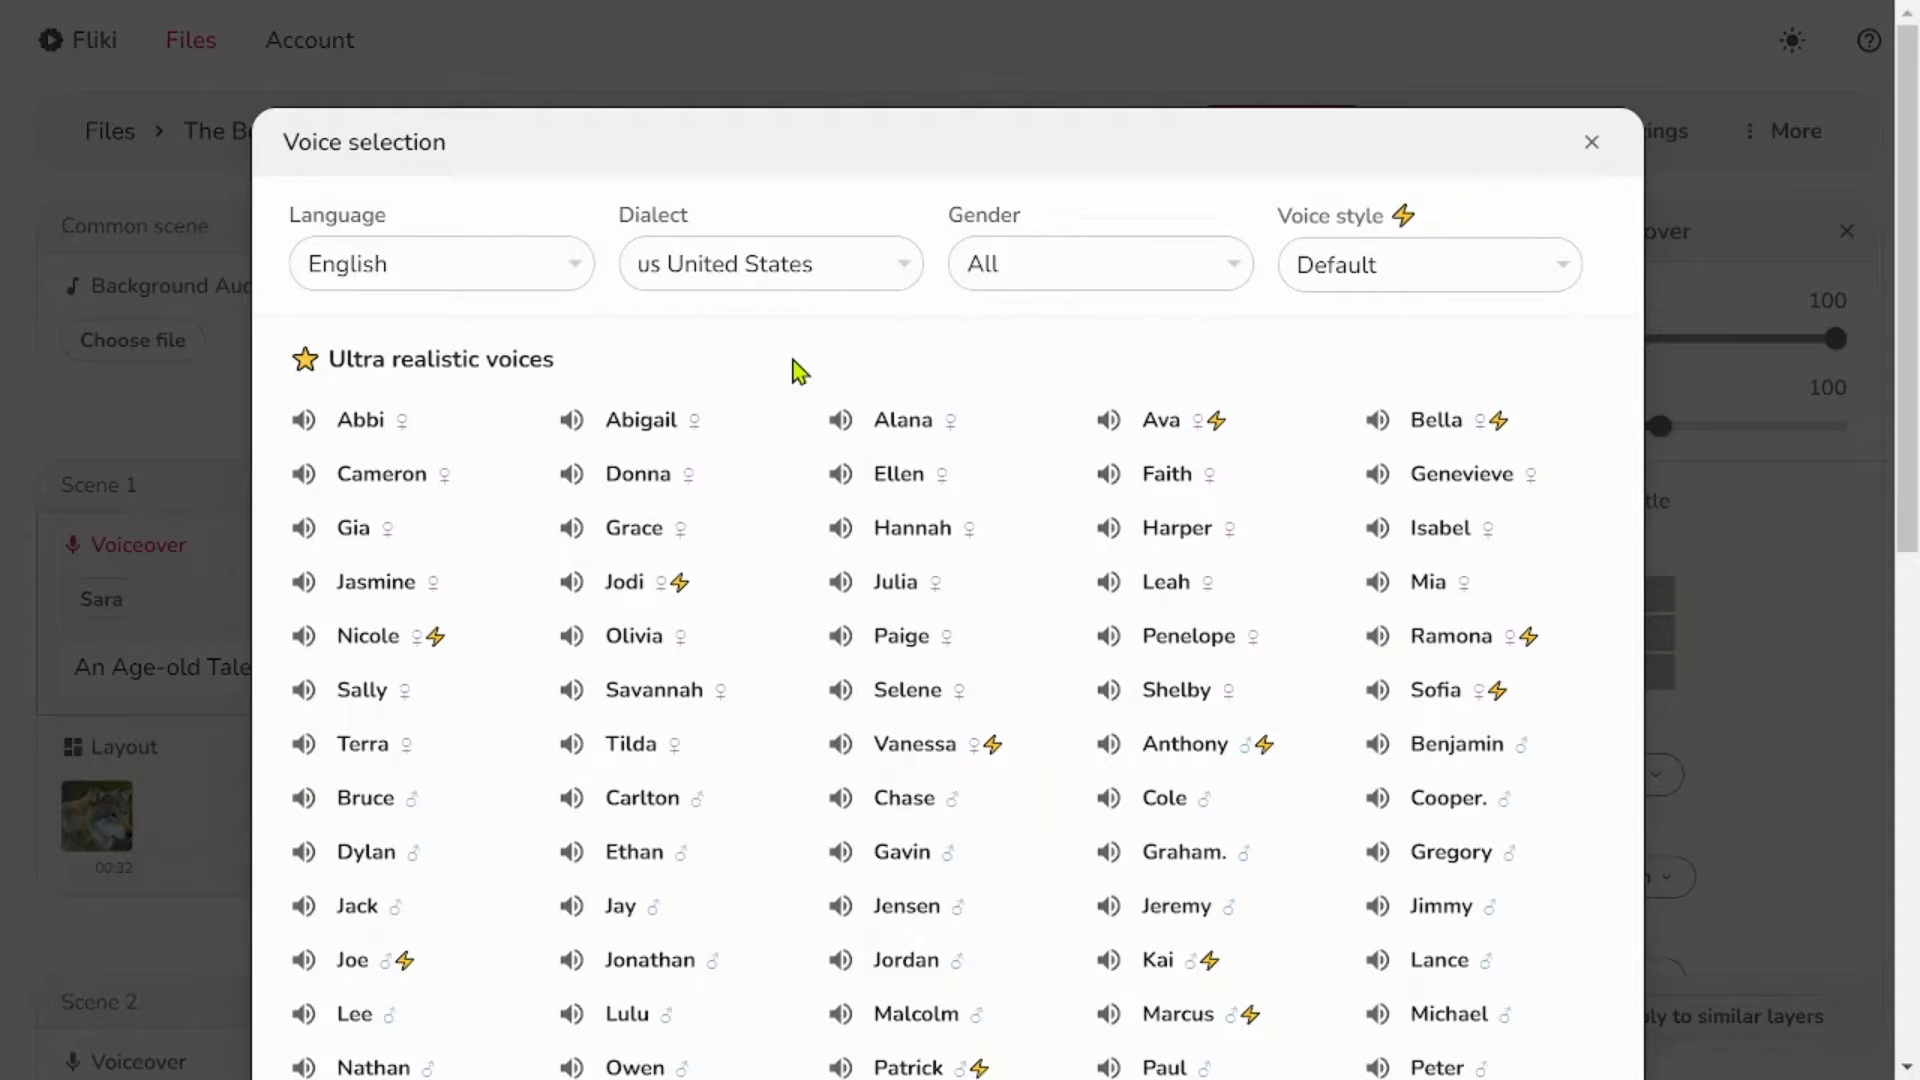 Fliki Files Account
Files > The B
ings More
Voice selection
Common scene
over
Language Dialect Gender Voice style
English us United States All Default
Background Aud
Choose file
100
100
Ultra realistic voices
Abbi Abigail Alana Ava Bella
Cameron Donna Ellen Faith Genevieve
Scene 1
tle
Gia Grace Hannah Harper Isabel
Voiceover
Jasmine Jodi Julia Leah Mia
Sara
Nicole Olivia Paige Penelope Ramona
An Age-old Tale
Sally Savannah Selene Shelby Sofia
Terra Tilda Vanessa Anthony Benjamin
Layout
Bruce Carlton Chase Cole Cooper.
Dylan Ethan Gavin Graham. Gregory
00:32
Jack Jay Jensen Jeremy Jimmy
Joe Jonathan Jordan Kai Lance
Scene 2
Lee Lulu Malcolm Marcus Michael
ly to similar layers
Voiceover
Nathan Owen Patrick Paul Peter